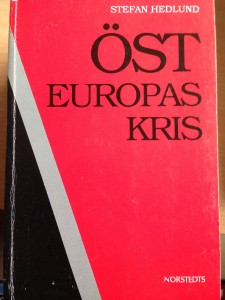 STEFAN HEDLUND
ÖST
EUROPAS
KRIS
NORSTEDTS